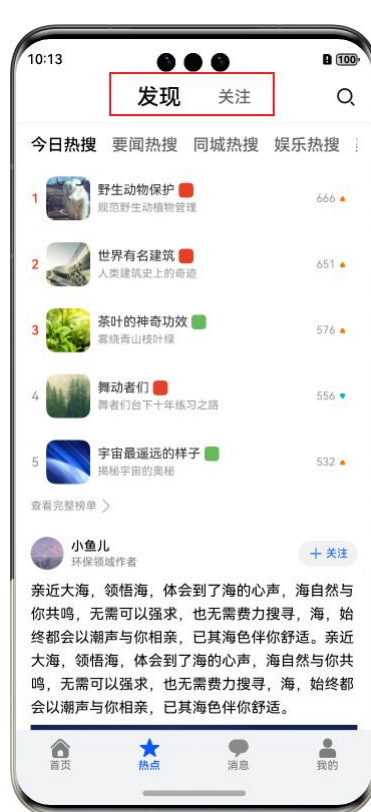 10:13
100
发现 关注
今日热搜 要闻热搜 同城热搜 娱乐热搜
1 野生动物保护 666
规范野生动植物管理
2 世界有名建筑 651
人类建筑史上的奇迹
3 茶叶的神奇功效 576
雾绕青山枝叶绿
4 舞动者们 556
舞者们台下十年练习之路
5 宇宙最遥远的样子 532
揭秘宇宙的奥秘
查看完整榜单 >
小鱼儿
环保领域作者
+ 关注
亲近大海，领悟海，体会到了海的心声，海自然与
你共鸣，无需可以强求，也无需费力搜寻，海，始
终都会以潮声与你相亲，已其海色伴你舒适。亲近
大海，领悟海，体会到了海的心声，海自然与你共
鸣，无需可以强求，也无需费力搜寻，海，始终都
会以潮声与你相亲，已其海色伴你舒适。
首页 热点 消息 我的